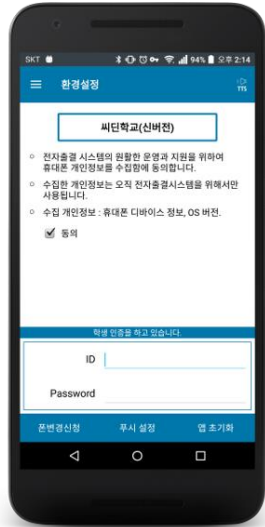 SKT 94% 오후 2:14
환경설정 TTS
씨딘학교(신버전)
전자출결 시스템의 원활한 운영과 지원을 위하여
휴대폰 개인정보를 수집함에 동의합니다.
수집한 개인정보는 오직 전자출결시스템을 위해서만
사용됩니다.
수집 개인정보 : 휴대폰 디바이스 정보, OS 버전.
동의
학생 인증을 하고 있습니다.
ID
Password
폰변경신청 푸시 설정 앱 초기화